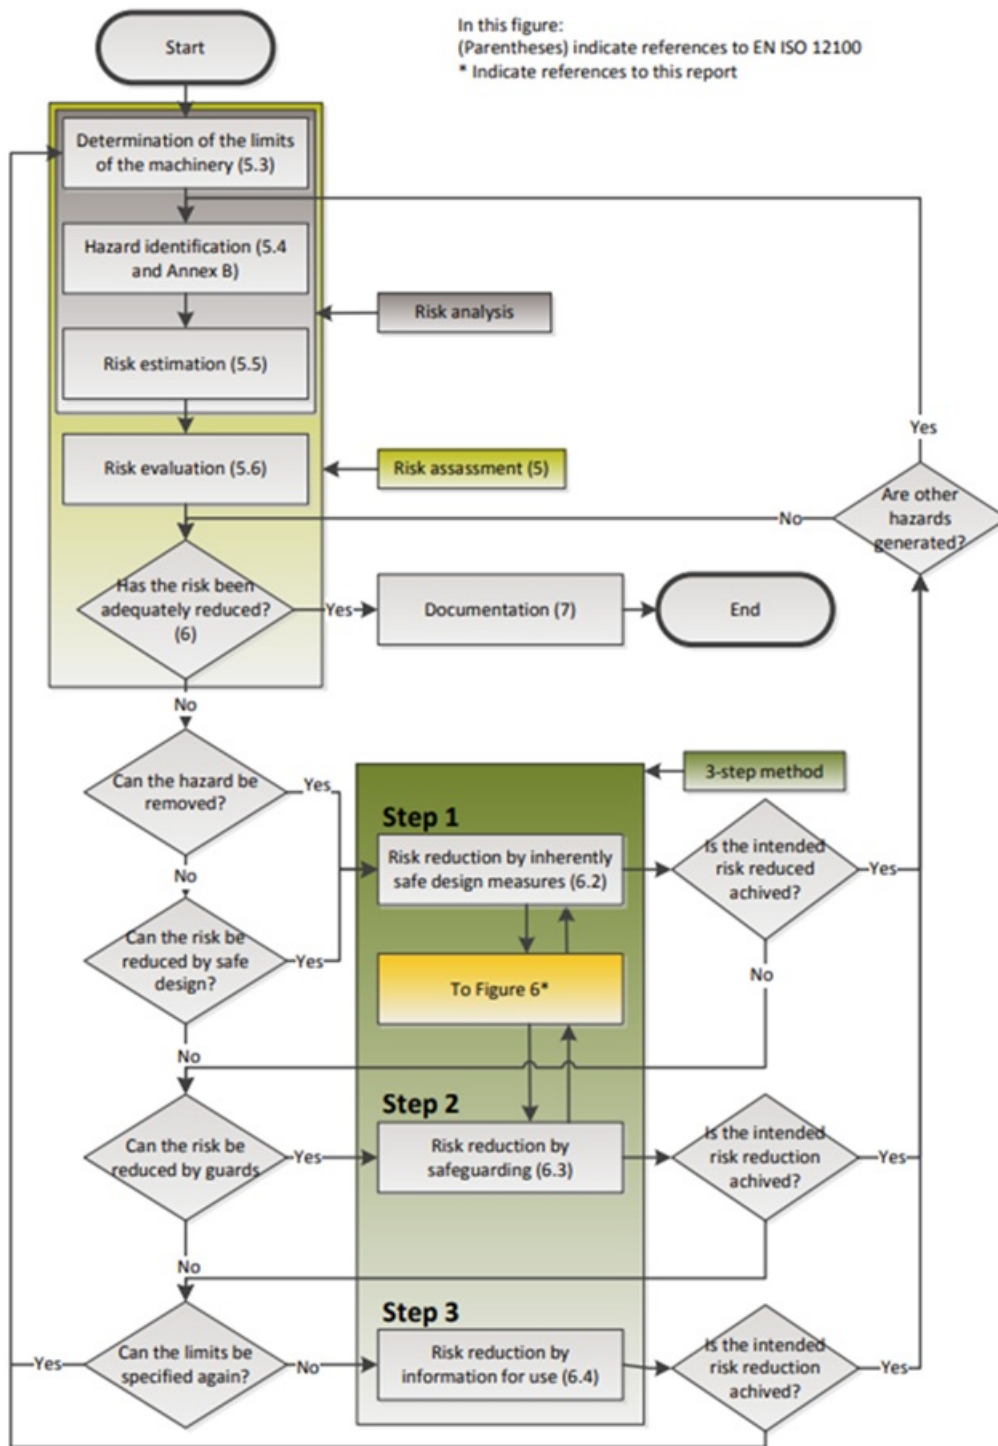 In this figure:
(Parentheses) indicate references to EN ISO 12100
* Indicate references to this report
Start
Determination of the limits
of the machinery (5.3)
Hazard identification (5.4
and Annex B)
Risk analysis
Risk estimation (5.5)
Yes
Risk evaluation (5.6)
Risk assassment (5)
Are other
hazards
generated?
No
Has the risk been
adequately reduced?
(6)
Yes
Documentation (7)
End
No
Can the hazard be
removed?
Yes
3-step method
Step 1
Risk reduction by inherently
safe design measures (6.2)
Is the intended
risk reduced
achived?
Yes
No
Can the risk be
reduced by safe
design?
Yes
To Figure 6*
No
No
Step 2
Can the risk be
reduced by guards
Yes
Risk reduction by
safeguarding (6.3)
Is the intended
risk reduction
achived?
Yes
No
Step 3
Yes
Can the limits be
specified again?
No
Risk reduction by
information for use (6.4)
Is the intended
risk reduction
achived?
Yes